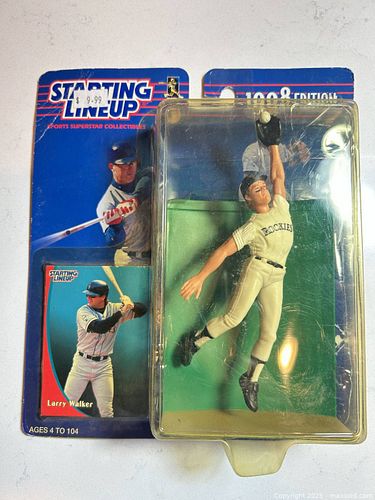 STARTING
LINEUP
$ 9.99
SPORTS SUPERSTAR COLLECTIBLES
1998 EDITION
ROCKIES
STARTING
LINEUP
Larry Walker
AGES 4 TO 104